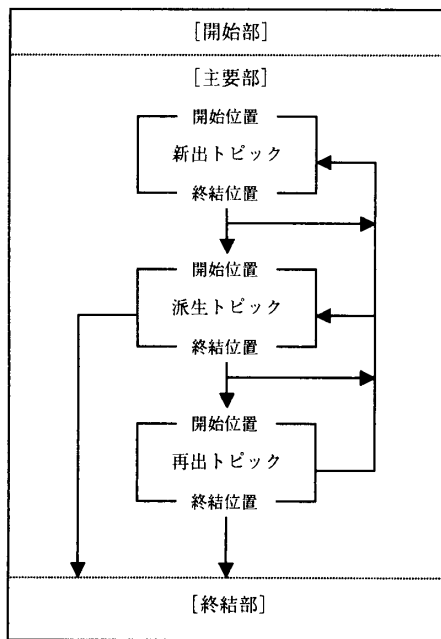 [開始部]
[主要部]
開始位置
新出トピック
終結位置
開始位置
派生トピック
終結位置
開始位置
再出トピック
終結位置
[終結部]